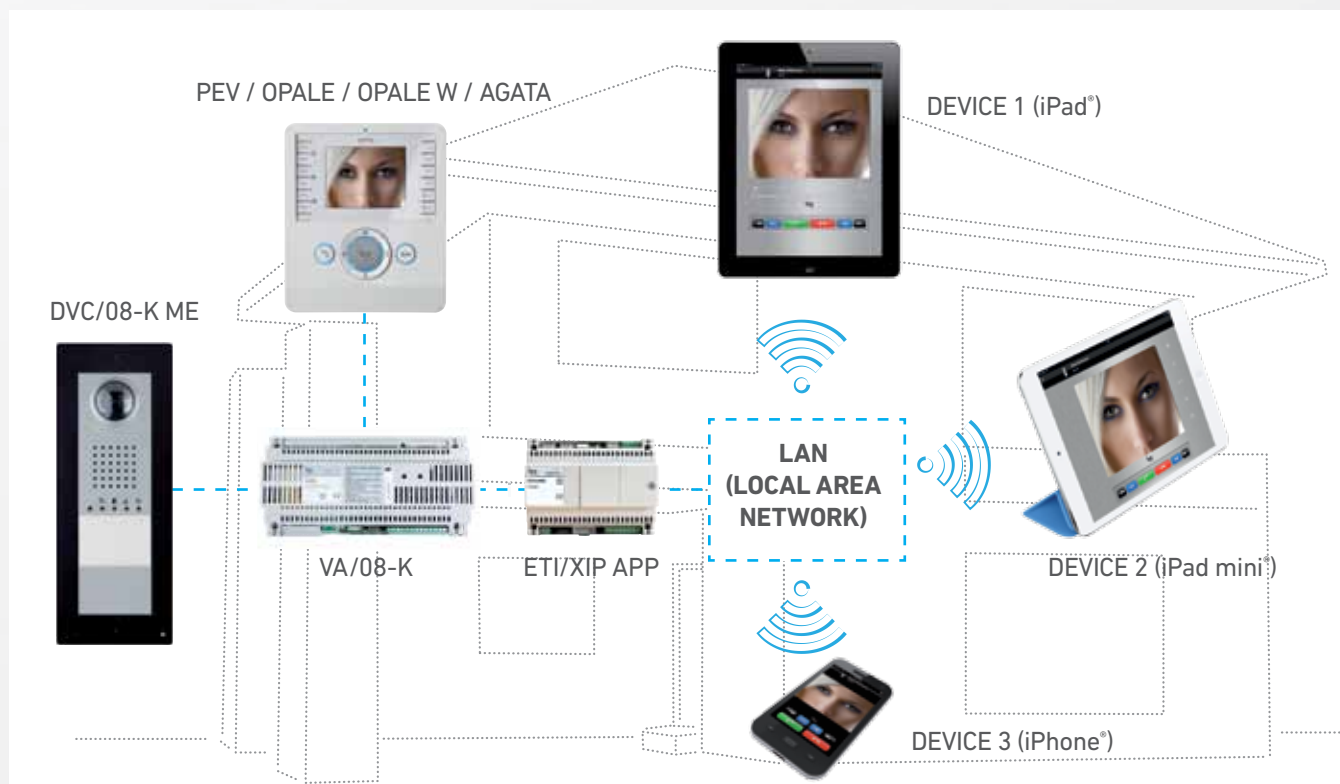 PEV / OPALE / OPALE W / AGATA
DEVICE 1 (iPad®)
DVC/08-K ME
LAN
(LOCAL AREA
NETWORK)
VA/08-K
ETI/XIP APP
DEVICE 2 (iPad mini®)
DEVICE 3 (iPhone®)